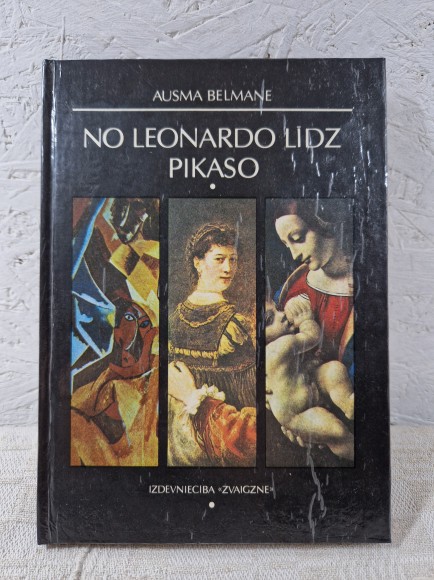 AUSMA BELMANE
NO LEONARDO LĪDZ
PIKASO
IZDEVNIECĪBA «ZVAIGZNE»